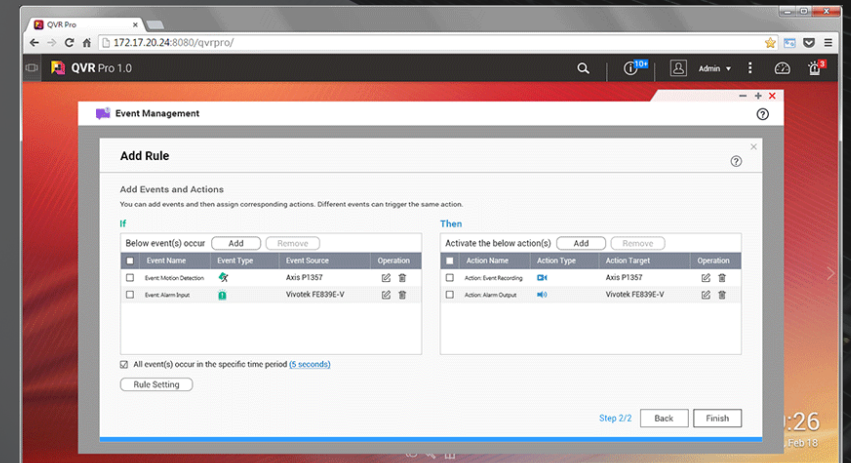 QVR Pro
172.17.20.24:8080/qvrpro/
QVR Pro 1.0
10+
Admin
3
Event Management
Add Rule
Add Events and Actions
You can add events and then assign corresponding actions. Different events can trigger the same action.
If
Then
Below event(s) occur Add Remove
Activate the below action(s) Add Remove
Event Name Event Type Event Source Operation
Action Name Action Type Action Target Operation
Event: Motion Detection Axis P1357
Action: Event Recording Axis P1357
Event: Alarm Input Vivotek FE839E-V
Action: Alarm Output Vivotek FE839E-V
All event(s) occur in the specific time period (5 seconds)
Rule Setting
Step 2/2 Back Finish
:26
Feb 18